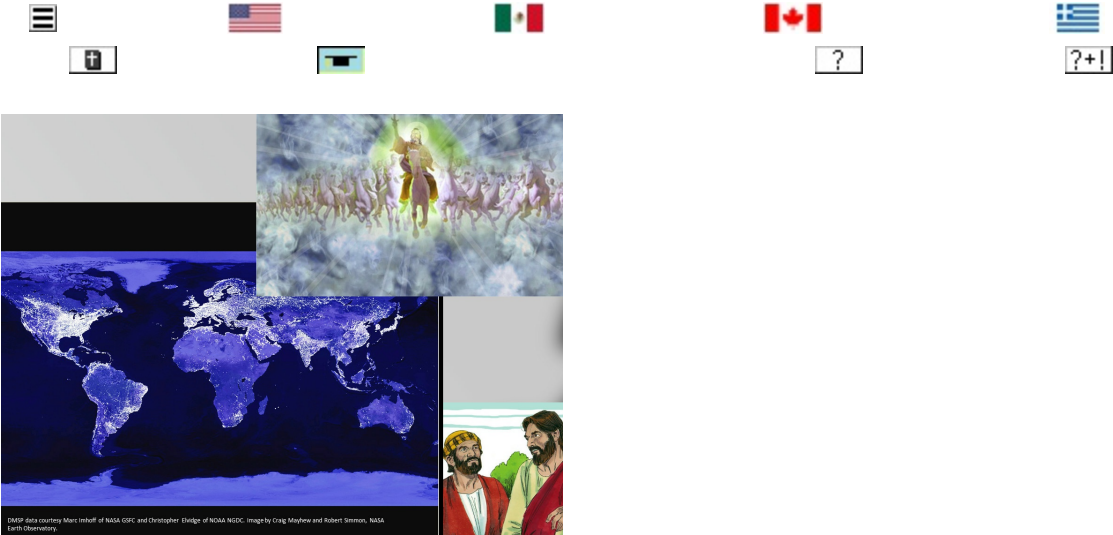 ?
?+!
DMSP data courtesy Marc Imhoff of NASA GSFC and Christopher Elvidge of NOAA NGDC. Image by Craig Mayhew and Robert Simmon, NASA
Earth Observatory.